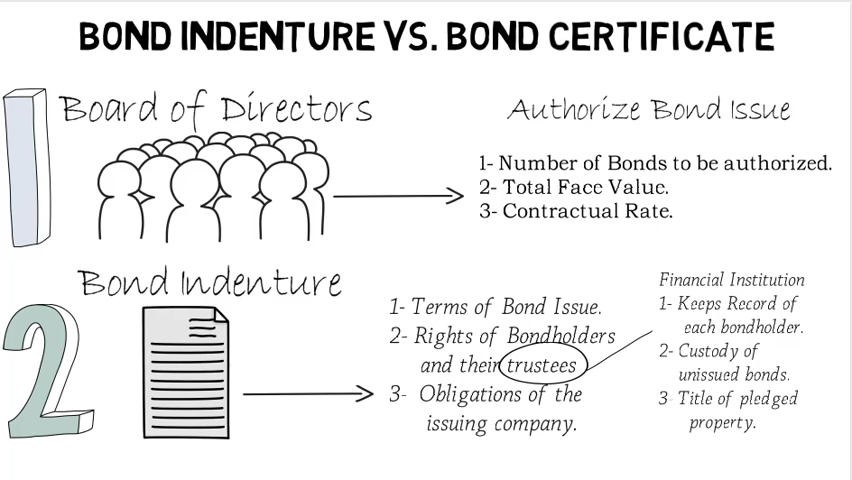 BOND INDENTURE VS. BOND CERTIFICATE
1
Board of Directors
Authorize Bond Issue
1- Number of Bonds to be authorized.
2- Total Face Value.
3- Contractual Rate.
2
Bond Indenture
1- Terms of Bond Issue.
2- Rights of Bondholders
and their trustees
3- Obligations of the
issuing company.
Financial Institution
1- Keeps Record of
each bondholder.
2- Custody of
unissued bonds.
3- Title of pledged
property.